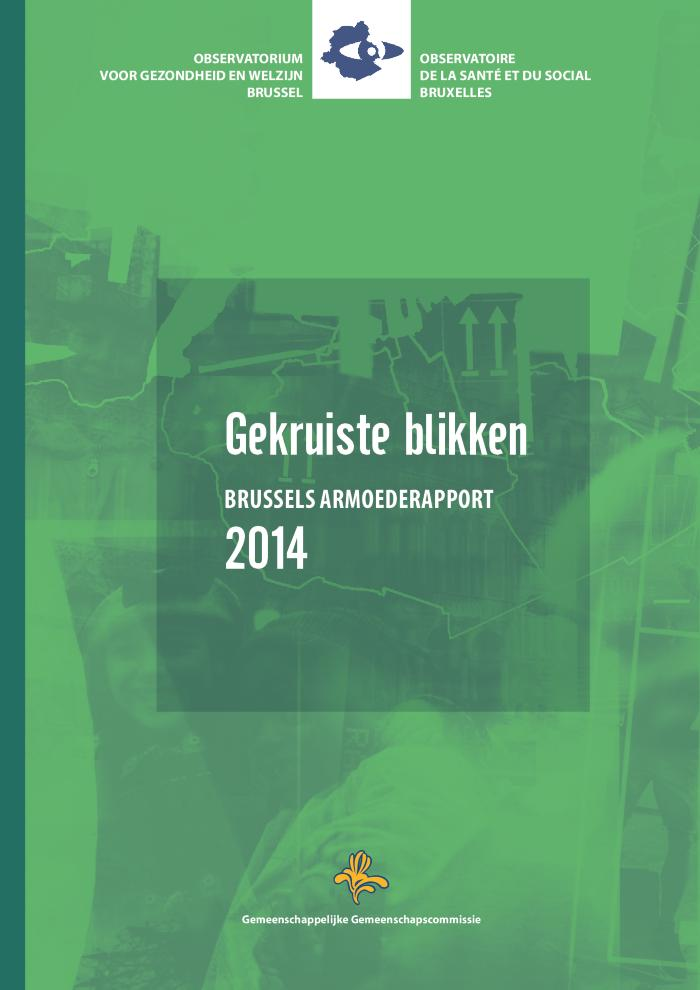 OBSERVATORIUM
VOOR GEZONDHEID EN WELZIJN
BRUSSEL
OBSERVATOIRE
DE LA SANTÉ ET DU SOCIAL
BRUXELLES
Gekruiste blikken
BRUSSELS ARMOEDERAPPORT
2014
Gemeenschappelijke Gemeenschapscommissie